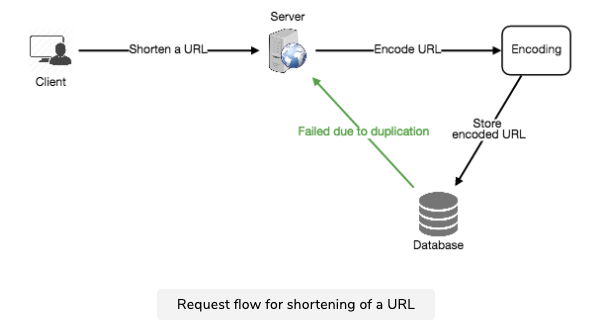 Server
Shorten a URL
Encode URL
Encoding
Client
Failed due to duplication
Store
encoded URL
Database
Request flow for shortening of a URL